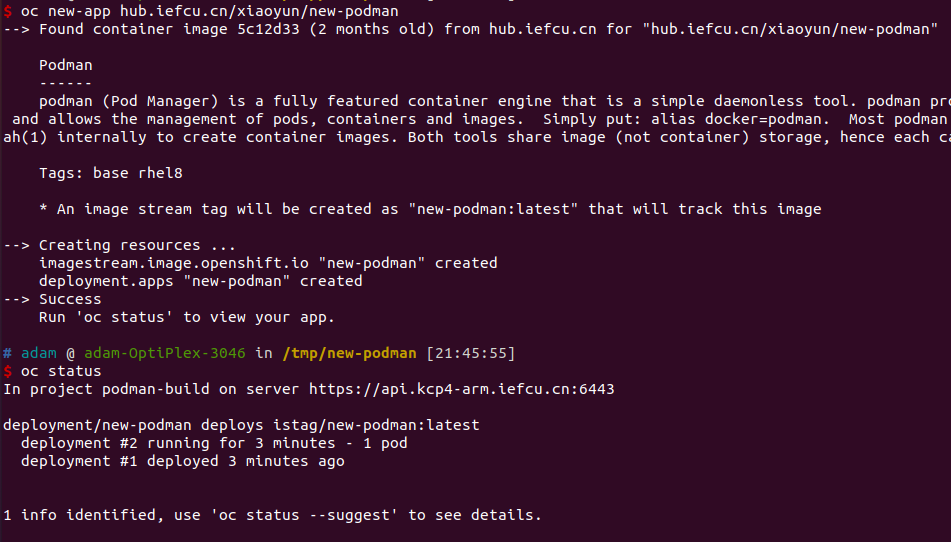 $ oc new-app hub.iefcu.cn/xiaoyun/new-podman
--> Found container image 5c12d33 (2 months old) from hub.iefcu.cn for "hub.iefcu.cn/xiaoyun/new-podman"
Podman
------
podman (Pod Manager) is a fully featured container engine that is a simple daemonless tool. podman pro
and allows the management of pods, containers and images.  Simply put: alias docker=podman.  Most podman
ah(1) internally to create container images. Both tools share image (not container) storage, hence each ca
Tags: base rhel8
* An image stream tag will be created as "new-podman:latest" that will track this image
--> Creating resources ...
imagestream.image.openshift.io "new-podman" created
deployment.apps "new-podman" created
--> Success
Run 'oc status' to view your app.
# adam @ adam-OptiPlex-3046 in /tmp/new-podman [21:45:55]
$ oc status
In project podman-build on server https://api.kcp4-arm.iefcu.cn:6443
deployment/new-podman deploys istag/new-podman:latest
deployment #2 running for 3 minutes - 1 pod
deployment #1 deployed 3 minutes ago
1 info identified, use 'oc status --suggest' to see details.